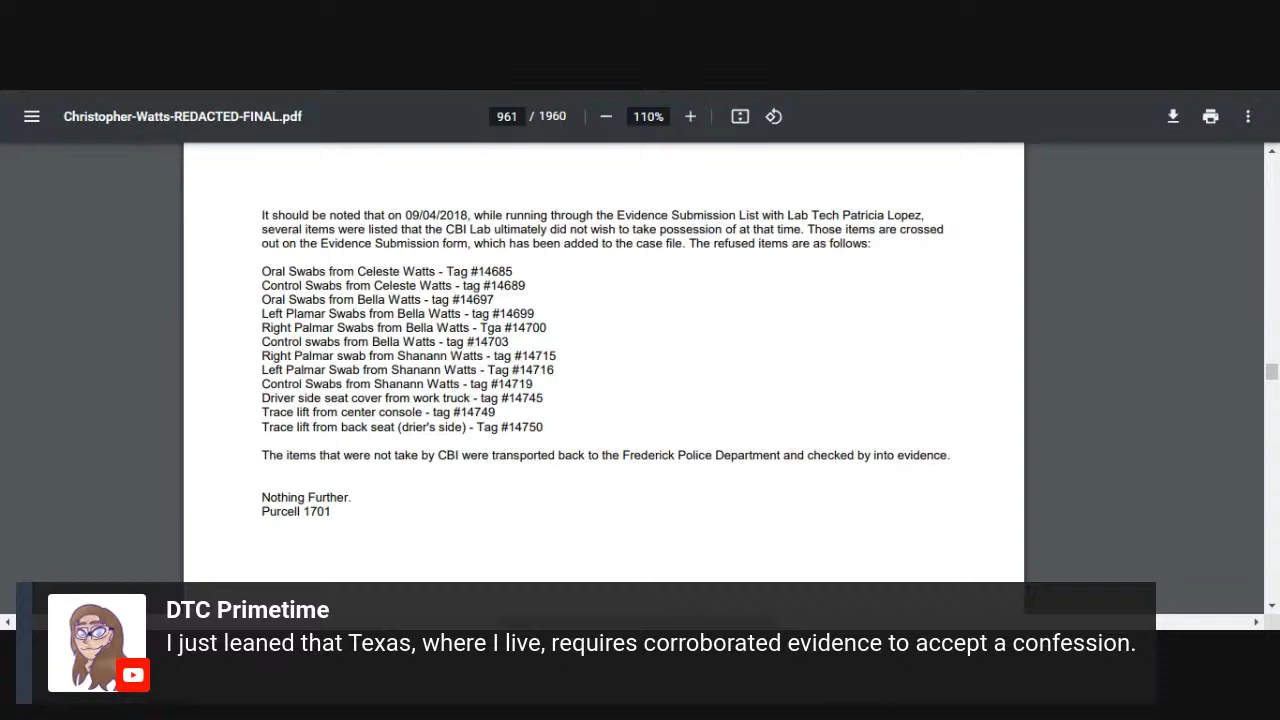 Christopher-Watts-REDACTED-FINAL.pdf
961 / 1960
110%
It should be noted that on 09/04/2018, while running through the Evidence Submission List with Lab Tech Patricia Lopez,
several items were listed that the CBI Lab ultimately did not wish to take possession of at that time. Those items are crossed
out on the Evidence Submission form, which has been added to the case file. The refused items are as follows:
Oral Swabs from Celeste Watts - Tag #14685
Control Swabs from Celeste Watts - tag #14689
Oral Swabs from Bella Watts - tag #14697
Left Plamar Swabs from Bella Watts - tag #14699
Right Palmar Swabs from Bella Watts - Tga #14700
Control swabs from Bella Watts - tag #14703
Right Palmar swab from Shanann Watts - tag #14715
Left Palmar Swab from Shanann Watts - Tag #14716
Control Swabs from Shanann Watts - tag #14719
Driver side seat cover from work truck - tag #14745
Trace lift from center console - tag #14749
Trace lift from back seat (drier's side) - Tag #14750
The items that were not take by CBI were transported back to the Frederick Police Department and checked by into evidence.
Nothing Further.
Purcell 1701
DTC Primetime
I just leaned that Texas, where I live, requires corroborated evidence to accept a confession.